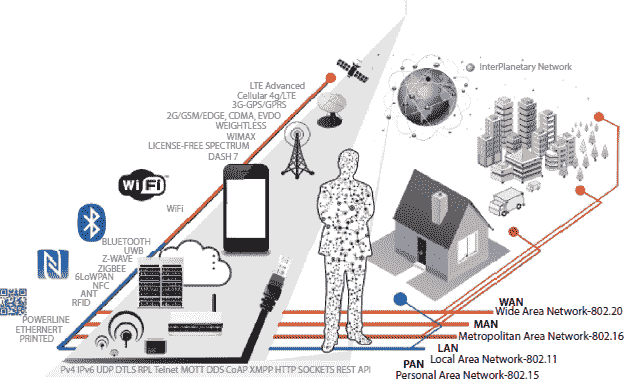 InterPlanetary Network
LTE Advanced
Cellular 4g/LTE
3G-GPS/GPRS
2G/GSM/EDGE, CDMA, EVDO
WEIGHTLESS
WIMAX
LICENSE-FREE SPECTRUM
DASH 7
WiFi
WiFi
BLUETOOTH
UWB
Z-WAVE
ZIGBEE
6LoWPAN
NFC
ANT
RFID
POWERLINE
ETHERNERT
PRINTED
WAN
Wide Area Network-802.20
MAN
Metropolitan Area Network-802.16
LAN
Local Area Network-802.11
PAN
Personal Area Network-802.15
Pv4 IPv6 UDP DTLS RPL Telnet MOTT DDS CoAP XMPP HTTP SOCKETS REST API